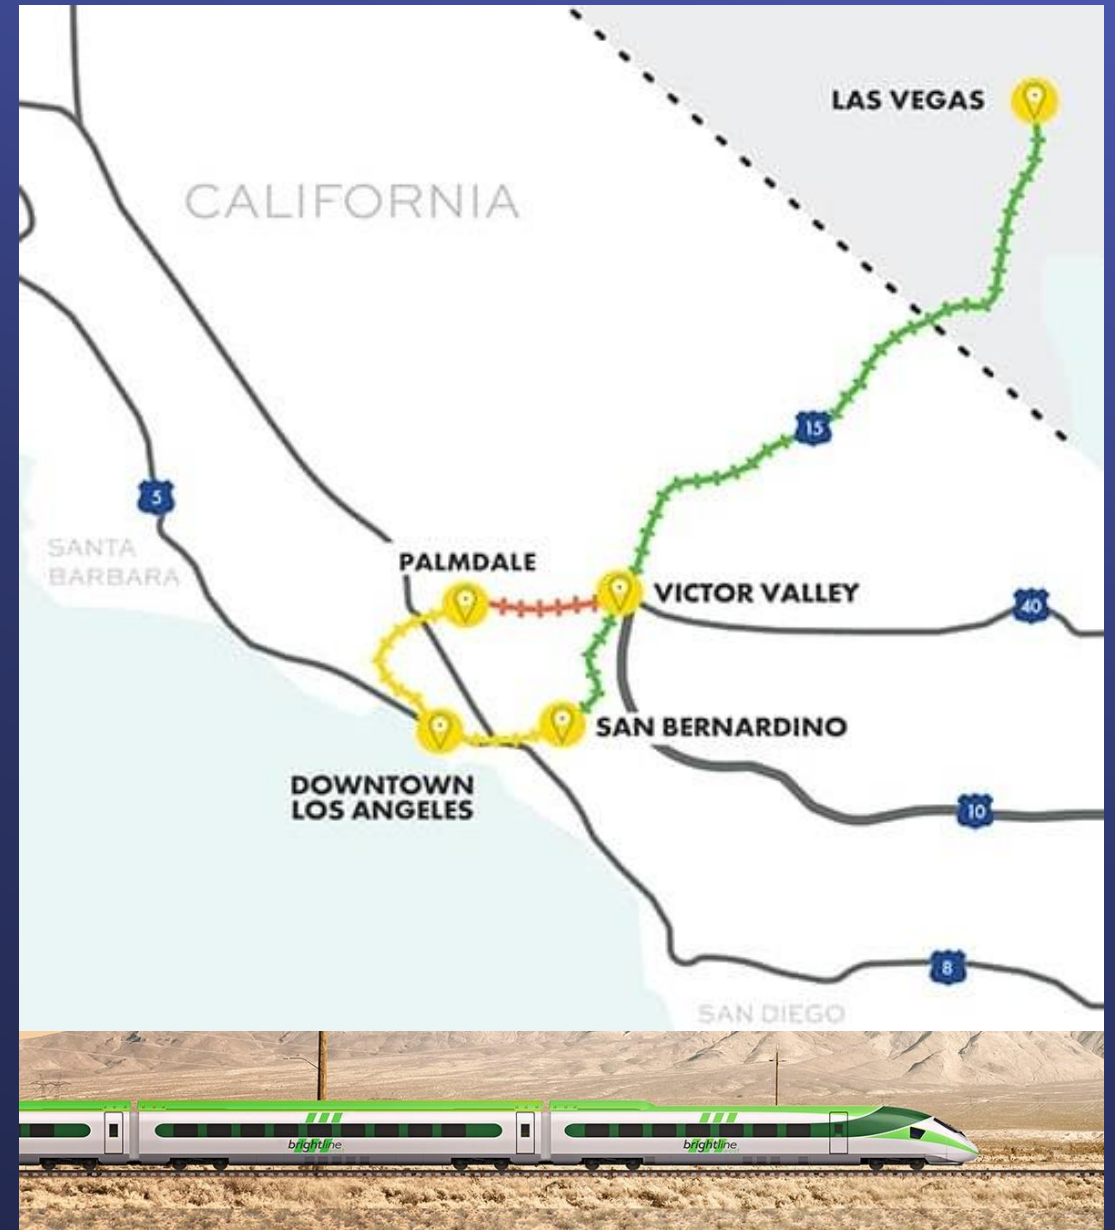 LAS VEGAS
CALIFORNIA
15
5
SANTA
BARBARA
PALMDALE
VICTOR VALLEY
40
SAN BERNARDINO
DOWNTOWN
LOS ANGELES
10
8
SAN DIEGO
brightline
brightline